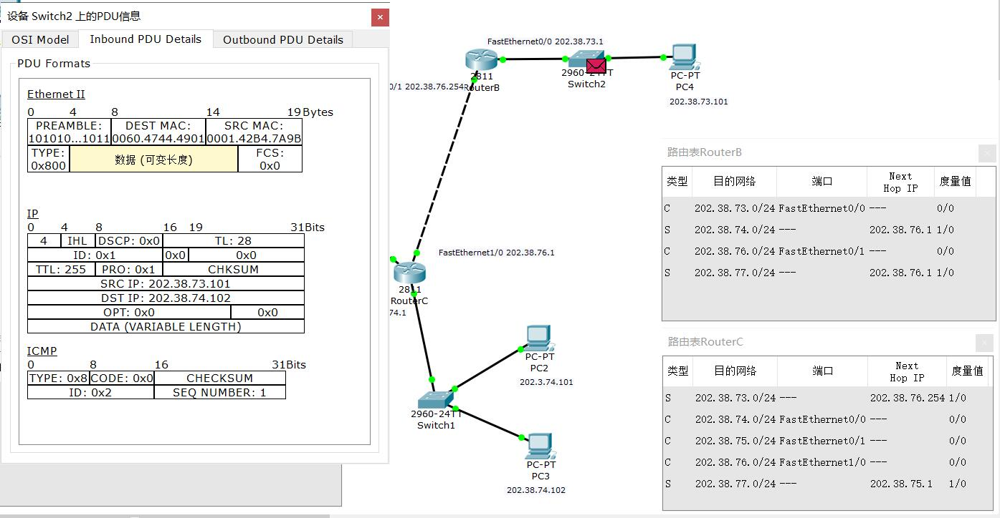 设备 Switch2 上的PDU信息
OSI Model
Inbound PDU Details
Outbound PDU Details
PDU Formats
Ethernet II
0 4 8 14 19 Bytes
PREAMBLE: DEST MAC: SRC MAC:
101010...1011 0060.4744.4901 0001.42B4.7A9B
TYPE: FCS:
0x800 数据 (可变长度) 0x0
IP
0 4 8 16 19 31 Bits
4 IHL DSCP: 0x0 TL: 28
ID: 0x1 0x0 0x0
TTL: 255 PRO: 0x1 CHKSUM
SRC IP: 202.38.73.101
DST IP: 202.38.74.102
OPT: 0x0 0x0
DATA (VARIABLE LENGTH)
ICMP
0 8 16 31 Bits
TYPE: 0x8 CODE: 0x0 CHECKSUM
ID: 0x2 SEQ NUMBER: 1
FastEthernet0/0 202.38.73.1
2811
RouterB
0/1 202.38.76.254
2960-24TT
Switch2
PC-PT
PC4
202.38.73.101
FastEthernet1/0 202.38.76.1
2811
RouterC
74.1
PC-PT
PC2
202.3.74.101
2960-24TT
Switch1
PC-PT
PC3
202.38.74.102
路由表RouterB
类型 目的网络 端口 Next Hop IP 度量值
C 202.38.73.0/24 FastEthernet0/0 --- 0/0
S 202.38.74.0/24 --- 202.38.76.1 1/0
C 202.38.76.0/24 FastEthernet0/1 --- 0/0
S 202.38.77.0/24 --- 202.38.76.1 1/0
路由表RouterC
类型 目的网络 端口 Next Hop IP 度量值
S 202.38.73.0/24 --- 202.38.76.254 1/0
C 202.38.74.0/24 FastEthernet0/0 --- 0/0
C 202.38.75.0/24 FastEthernet0/1 --- 0/0
C 202.38.76.0/24 FastEthernet1/0 --- 0/0
S 202.38.77.0/24 --- 202.38.75.1 1/0